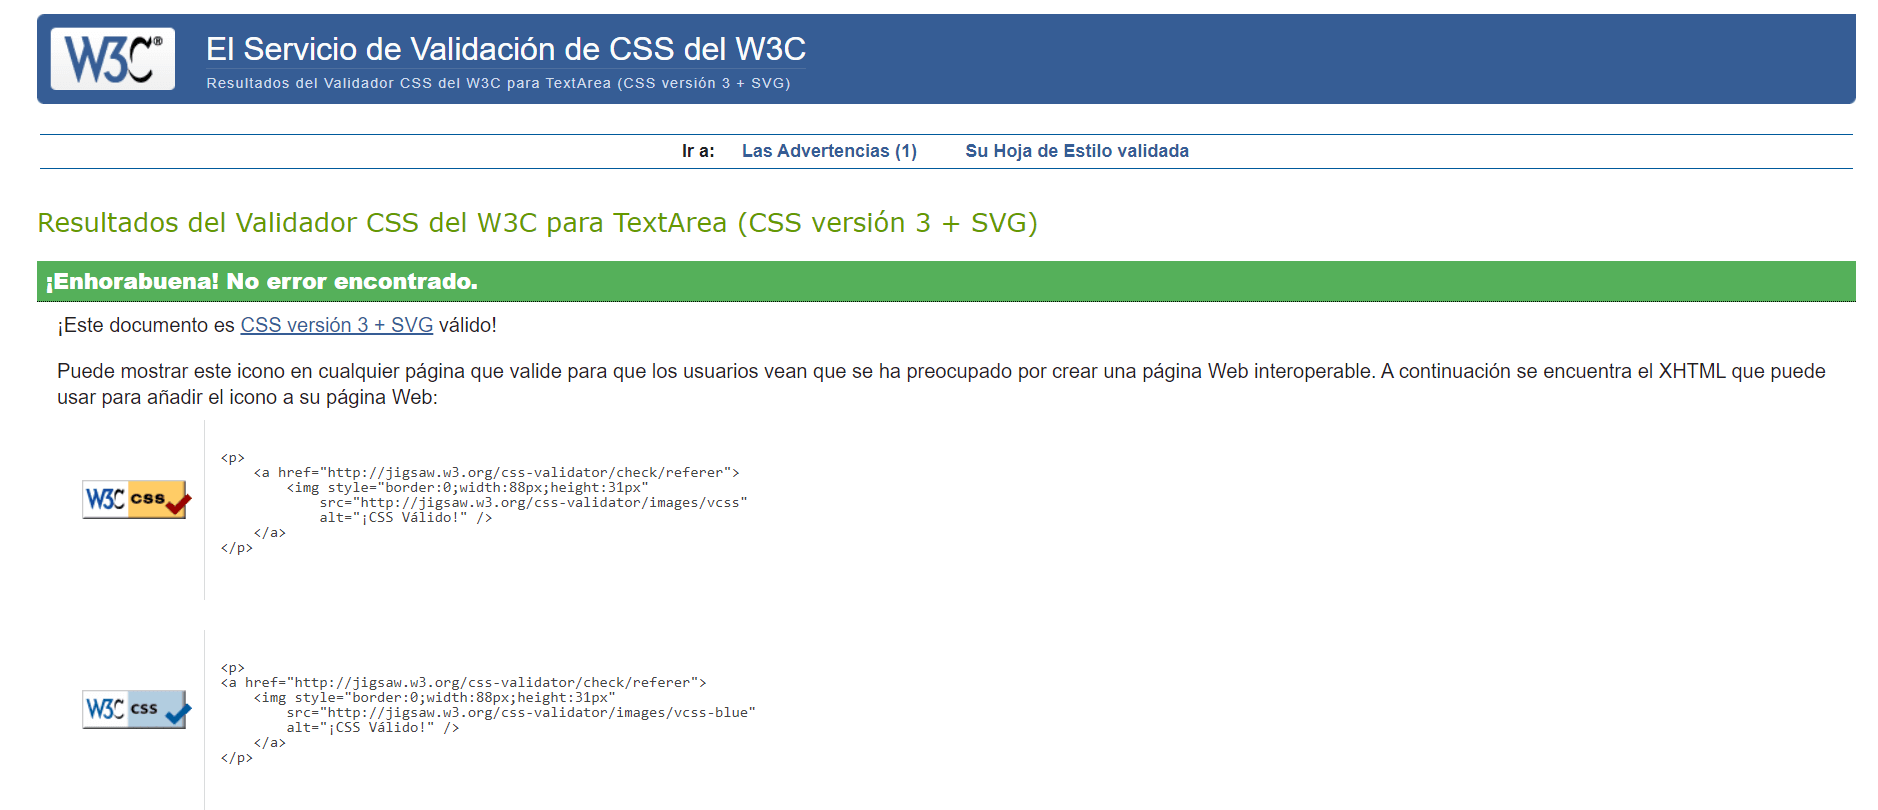 W3C®
El Servicio de Validación de CSS del W3C
Resultados del Validador CSS del W3C para TextArea (CSS versión 3 + SVG)
Ir a: Las Advertencias (1) Su Hoja de Estilo validada
Resultados del Validador CSS del W3C para TextArea (CSS versión 3 + SVG)
¡Enhorabuena! No error encontrado.
¡Este documento es CSS versión 3 + SVG válido!
Puede mostrar este icono en cualquier página que valide para que los usuarios vean que se ha preocupado por crear una página Web interoperable. A continuación se encuentra el XHTML que puede
usar para añadir el icono a su página Web:
W3C css
<p>
<a href="http://jigsaw.w3.org/css-validator/check/referer">
<img style="border:0;width:88px;height:31px"
src="http://jigsaw.w3.org/css-validator/images/vcss"
alt="¡CSS Válido!" />
</a>
</p>
W3C css
<p>
<a href="http://jigsaw.w3.org/css-validator/check/referer">
<img style="border:0;width:88px;height:31px"
src="http://jigsaw.w3.org/css-validator/images/vcss-blue"
alt="¡CSS Válido!" />
</a>
</p>